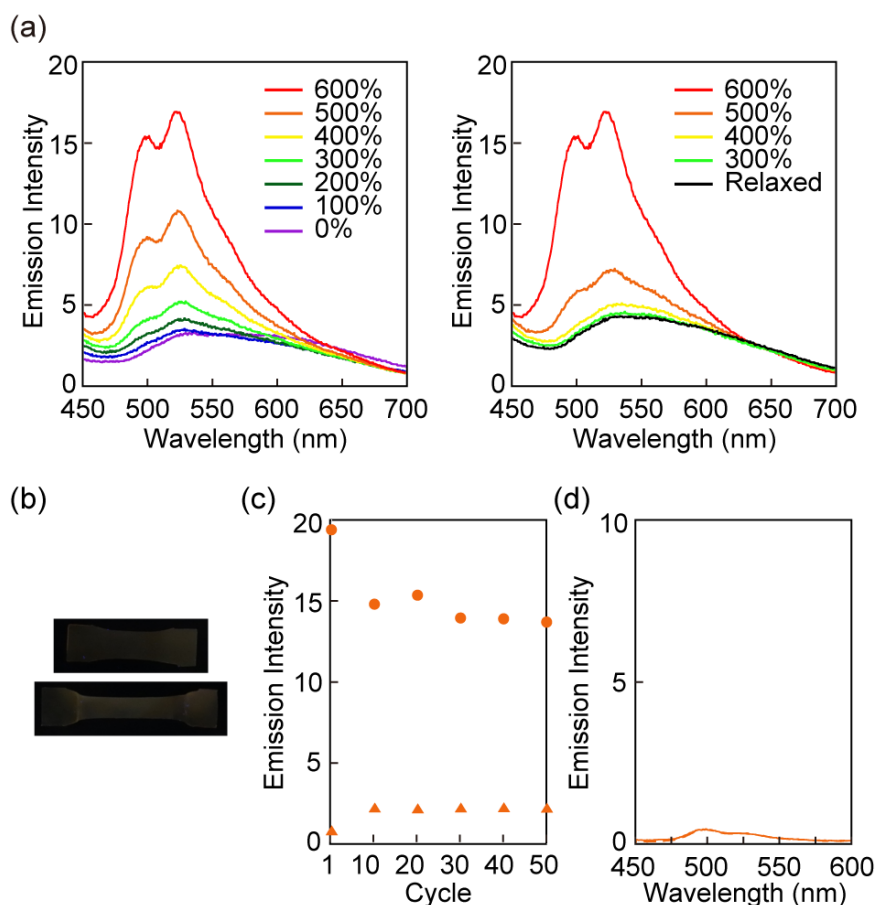 (a)
20
15
10
5
0
Emission Intensity
600%
500%
400%
300%
200%
100%
0%
450 500 550 600 650 700
Wavelength (nm)
20
15
10
5
0
Emission Intensity
600%
500%
400%
300%
Relaxed
450 500 550 600 650 700
Wavelength (nm)
(b)
(c)
20
15
10
5
0
Emission Intensity
1 10 20 30 40 50
Cycle
(d)
10
5
0
Emission Intensity
450 500 550 600
Wavelength (nm)